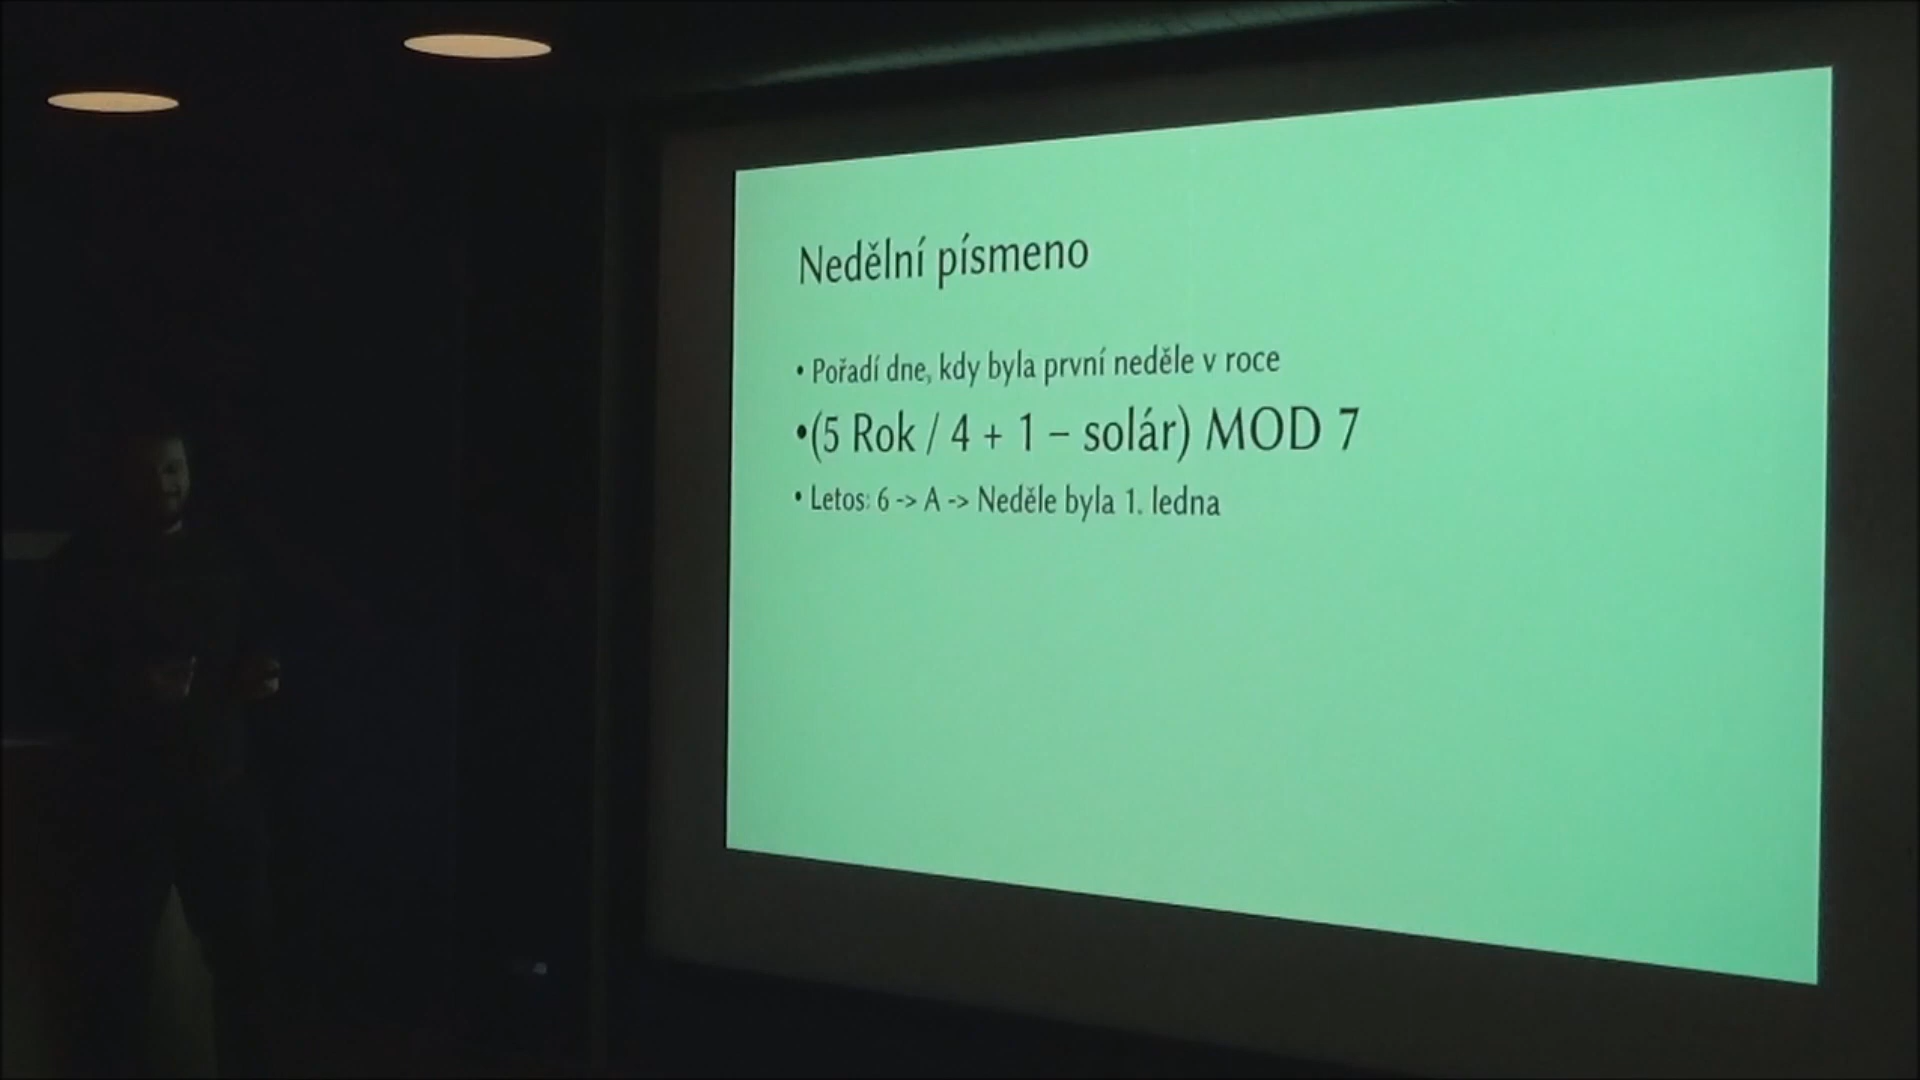 Nedělní písmeno
• Pořadí dne, kdy byla první neděle v roce
•(5 Rok / 4 + 1 – solár) MOD 7
• Letos: 6 -> A -> Neděle byla 1. ledna